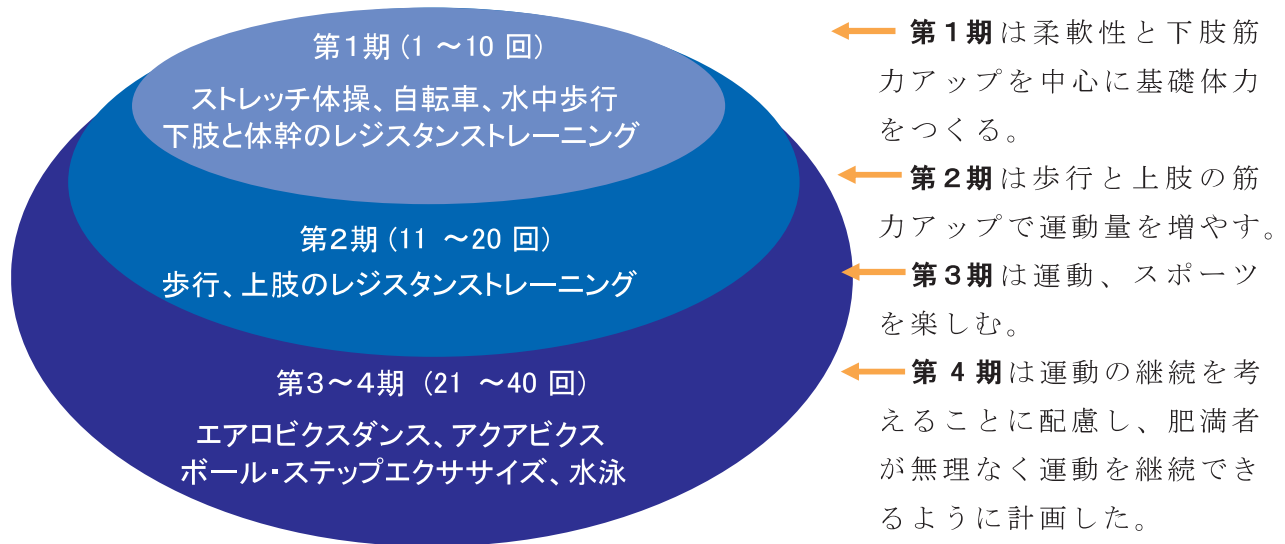 第1期（1 ～10 回）
ストレッチ体操、自転車、水中歩行
下肢と体幹のレジスタンストレーニング
第2期（11 ～20 回）
歩行、上肢のレジスタンストレーニング
第3～4期（21 ～40 回）
エアロビクスダンス、アクアビクス
ボール・ステップエクササイズ、水泳
第1期は柔軟性と下肢筋
力アップを中心に基礎体力
をつくる。
第2期は歩行と上肢の筋
力アップで運動量を増やす。
第3期は運動、スポーツ
を楽しむ。
第 4 期は運動の継続を考
えることに配慮し、肥満者
が無理なく運動を継続でき
るように計画した。